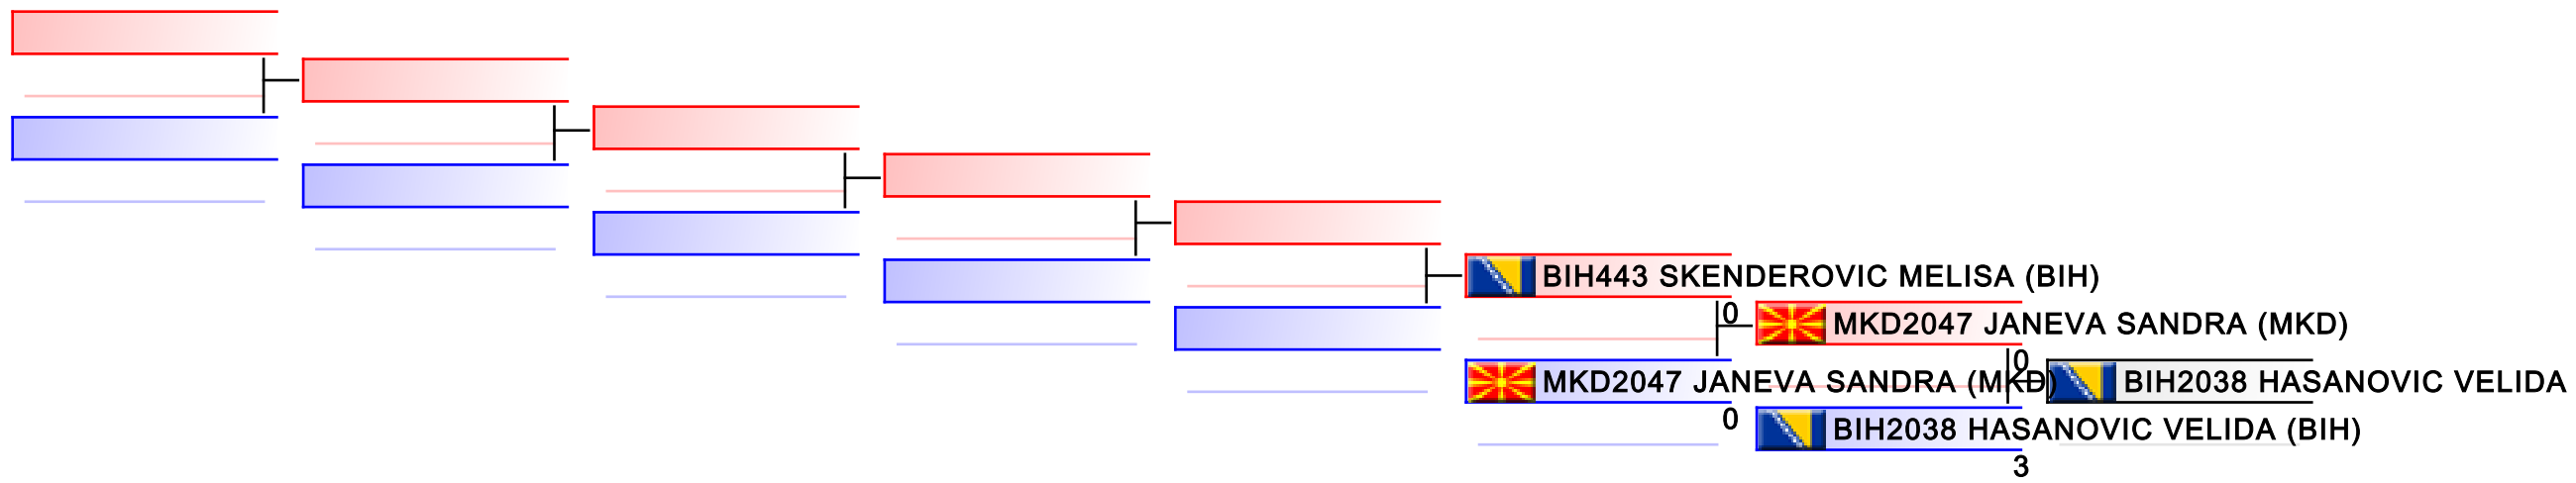 BIH443 SKENDEROVIC MELISA (BIH)
0
MKD2047 JANEVA SANDRA (MKD)
0
MKD2047 JANEVA SANDRA (MKD)
BIH2038 HASANOVIC VELIDA
0
BIH2038 HASANOVIC VELIDA (BIH)
3